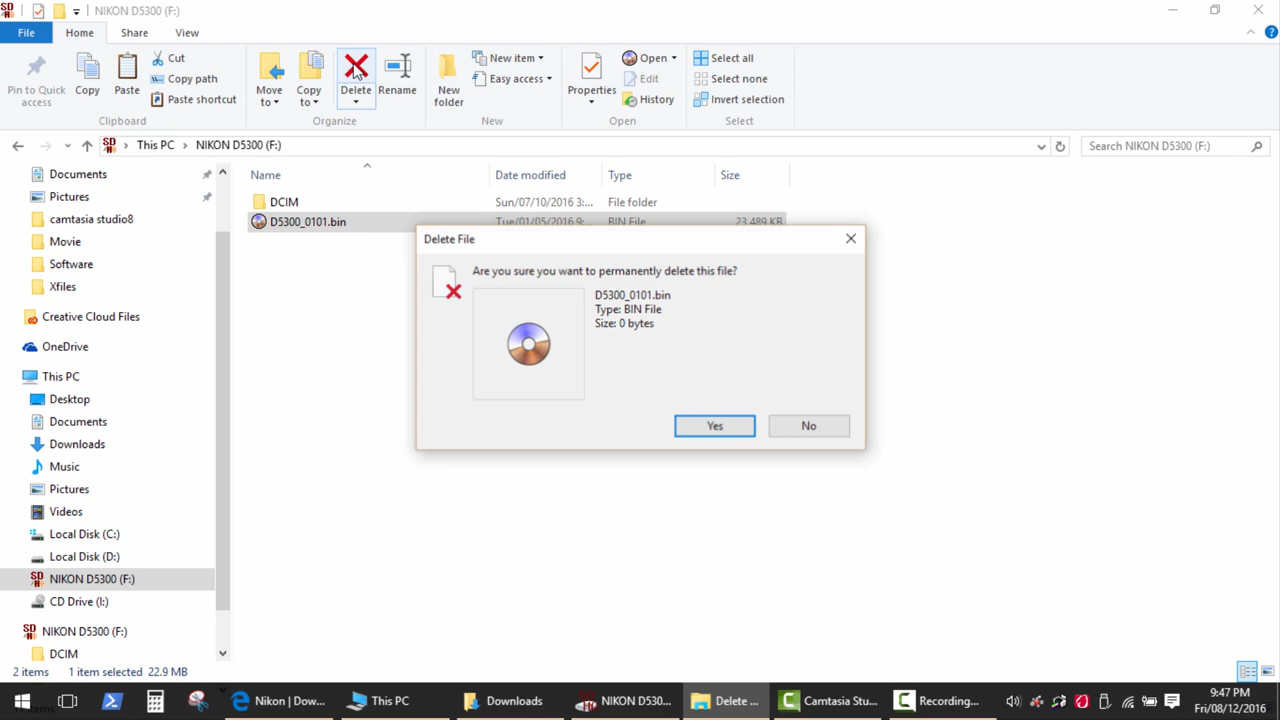 NIKON D5300 (F:)
File
Home
Share
View
Pin to Quick access
Copy
Paste
Cut
Copy path
Paste shortcut
Clipboard
Move to
Copy to
Delete
Rename
Organize
New folder
New item
Easy access
New
Properties
Open
Edit
History
Open
Select all
Select none
Invert selection
Select
This PC
NIKON D5300 (F:)
Search NIKON D5300 (F:)
Documents
Pictures
camtasia studio8
Movie
Software
Xfiles
Creative Cloud Files
OneDrive
This PC
Desktop
Documents
Downloads
Music
Pictures
Videos
Local Disk (C:)
Local Disk (D:)
NIKON D5300 (F:)
CD Drive (I:)
NIKON D5300 (F:)
DCIM
Name
Date modified
Type
Size
DCIM
Sun/07/10/2016 3:...
File folder
D5300_0101.bin
Tue/01/05/2016 9:...
BIN File
23,489 KB
Delete File
Are you sure you want to permanently delete this file?
D5300_0101.bin
Type: BIN File
Size: 0 bytes
Yes
No
2 items
1 item selected 22.9 MB
Nikon | Dow...
This PC
Downloads
NIKON D530...
Delete ...
Camtasia Stu...
Recording...
9:47 PM
Fri/08/12/2016